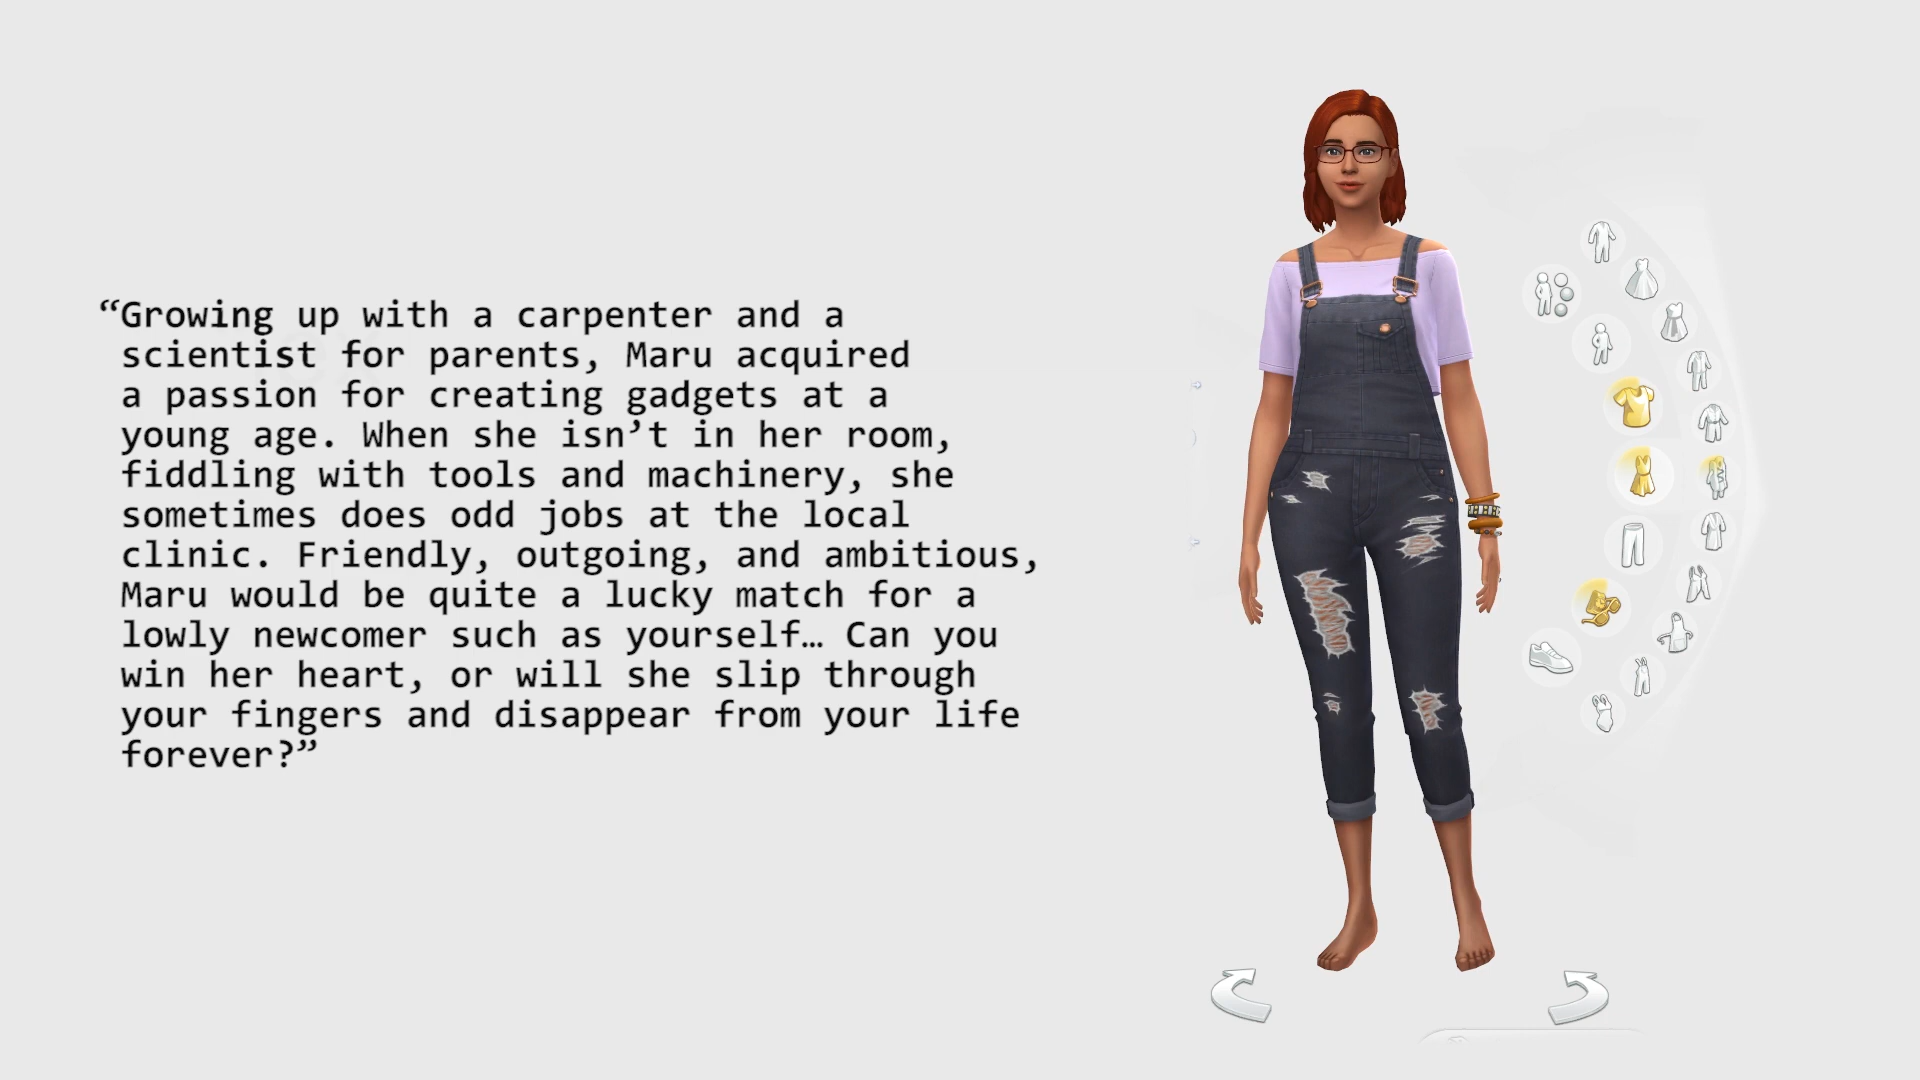 “Growing up with a carpenter and a
scientist for parents, Maru acquired
a passion for creating gadgets at a
young age. When she isn’t in her room,
fiddling with tools and machinery, she
sometimes does odd jobs at the local
clinic. Friendly, outgoing, and ambitious,
Maru would be quite a lucky match for a
lowly newcomer such as yourself… Can you
win her heart, or will she slip through
your fingers and disappear from your life
forever?”